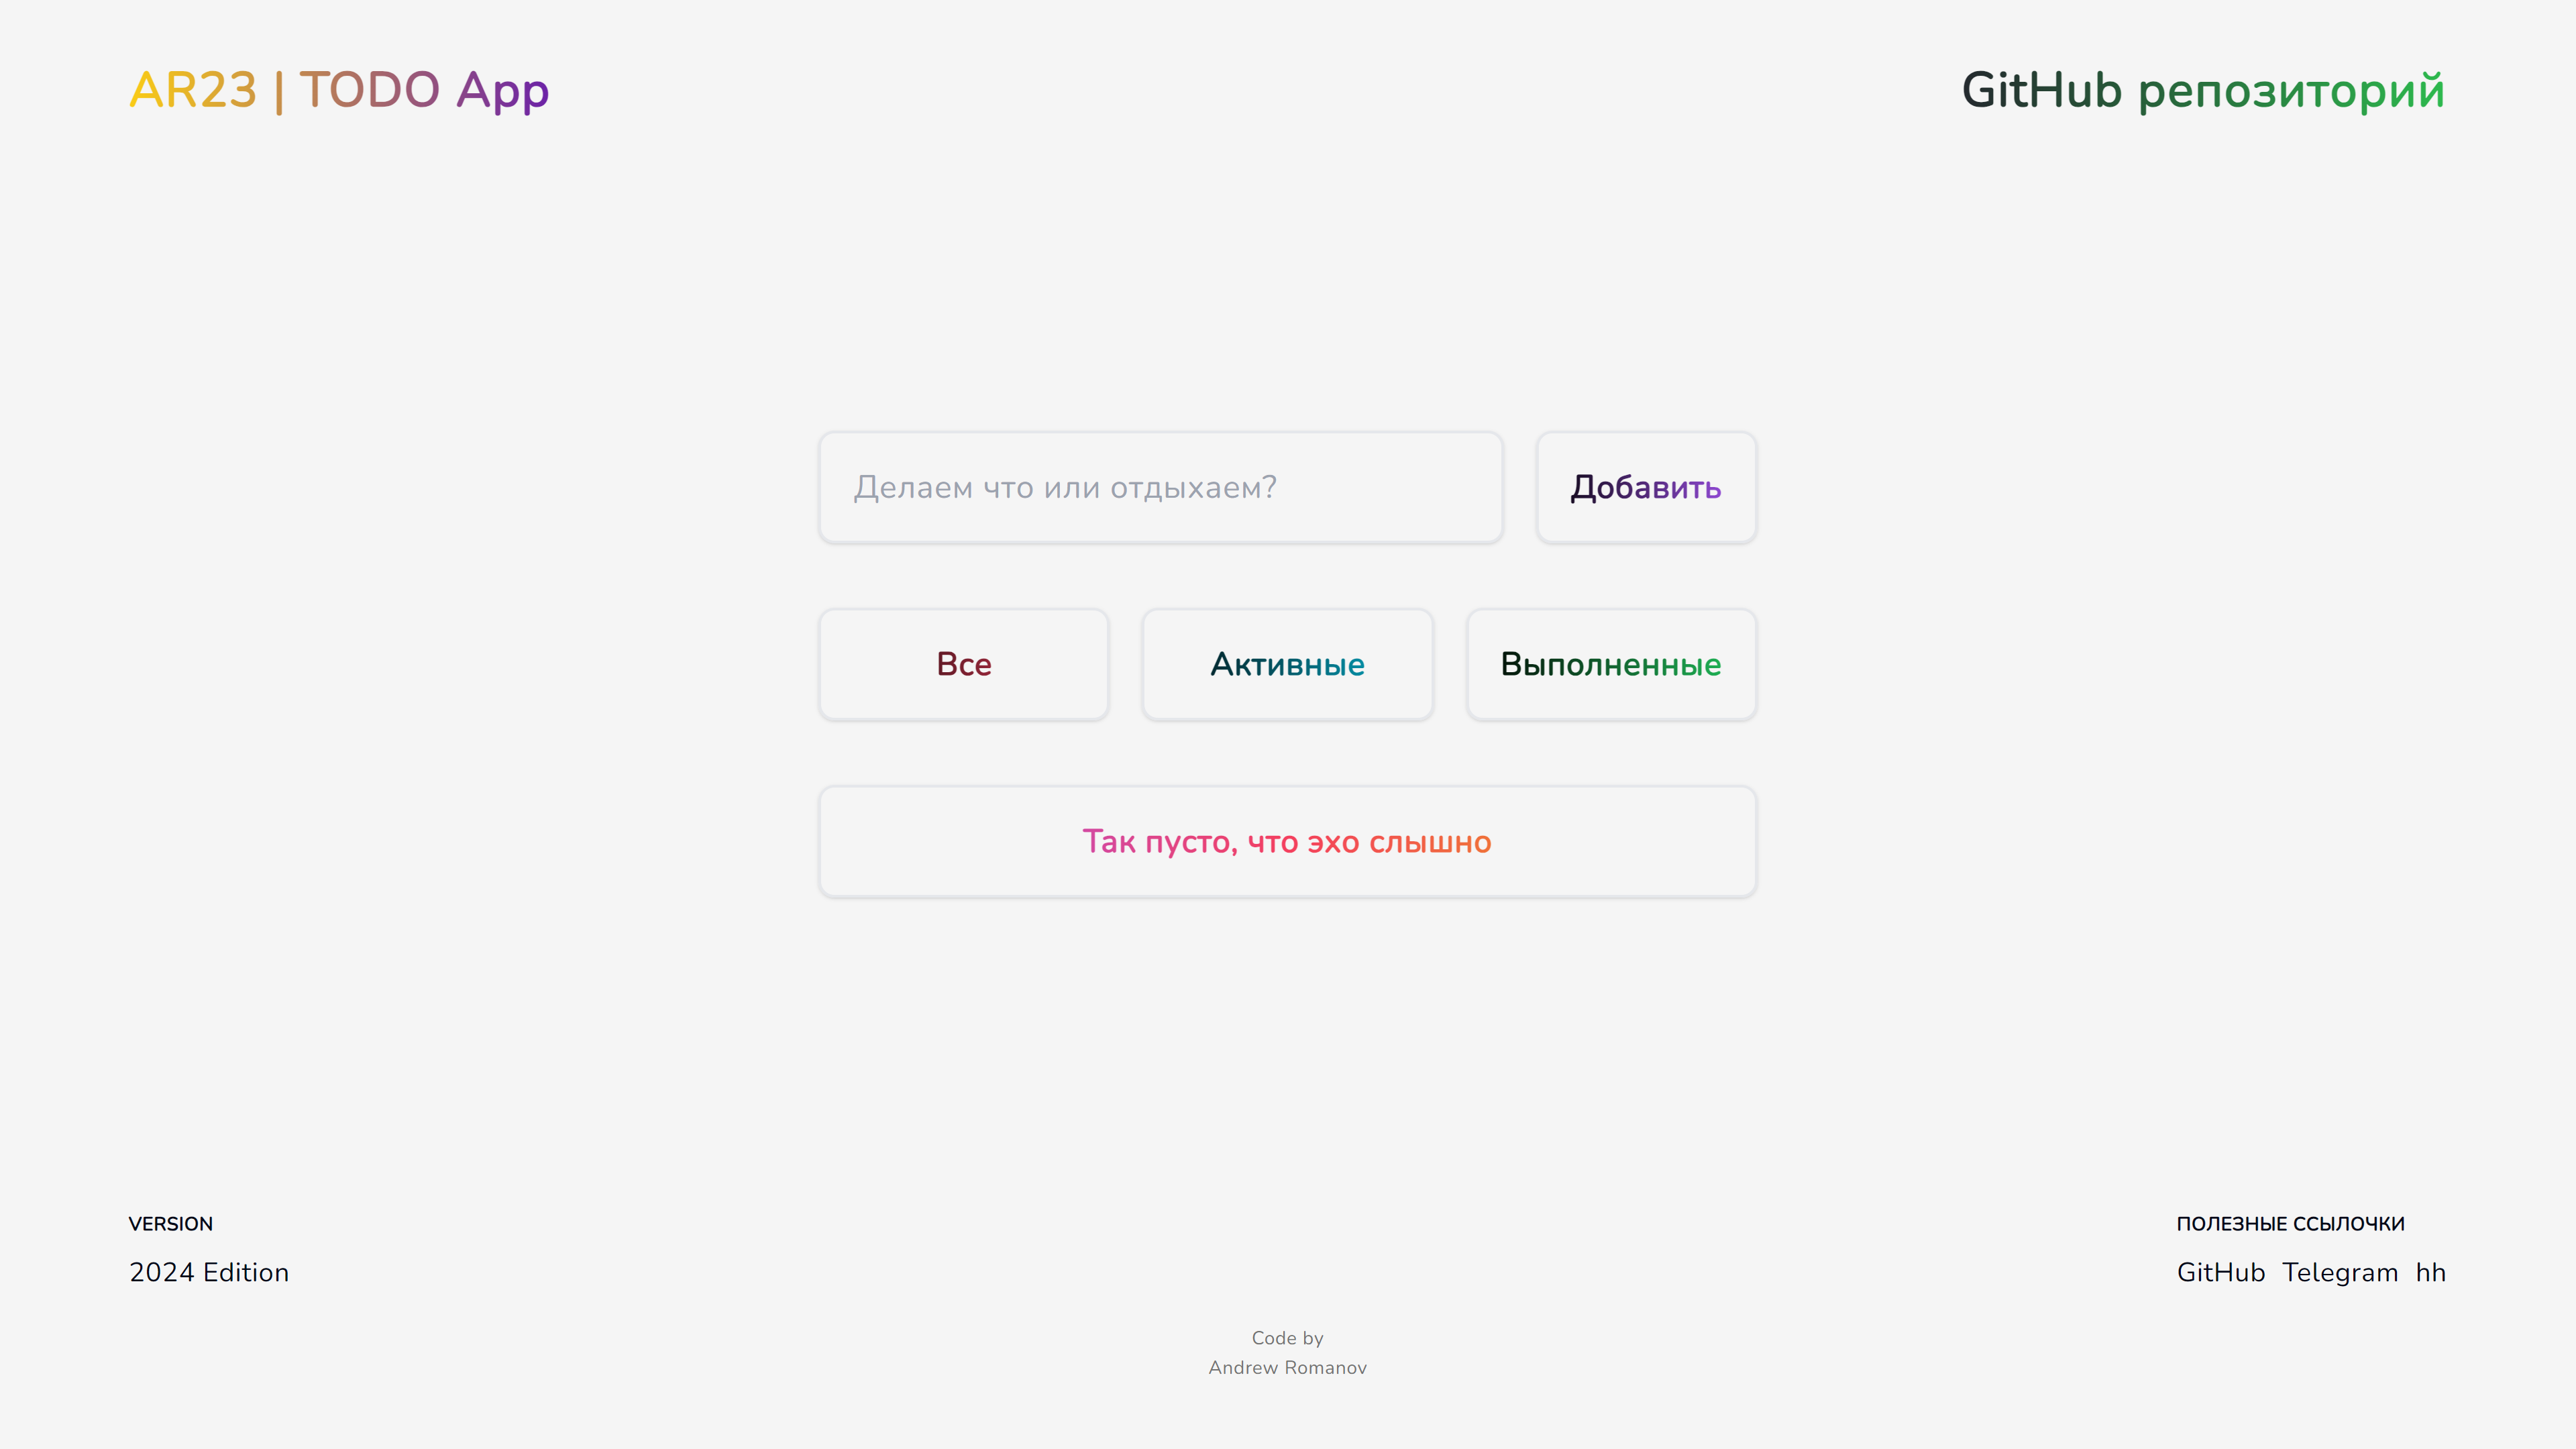 AR23 | TODO App
GitHub репозиторий
Делаем что или отдыхаем?
Добавить
Все
Активные
Выполненные
Так пусто, что эхо слышно
VERSION
2024 Edition
ПОЛЕЗНЫЕ ССЫЛОЧКИ
GitHub Telegram hh
Code by
Andrew Romanov